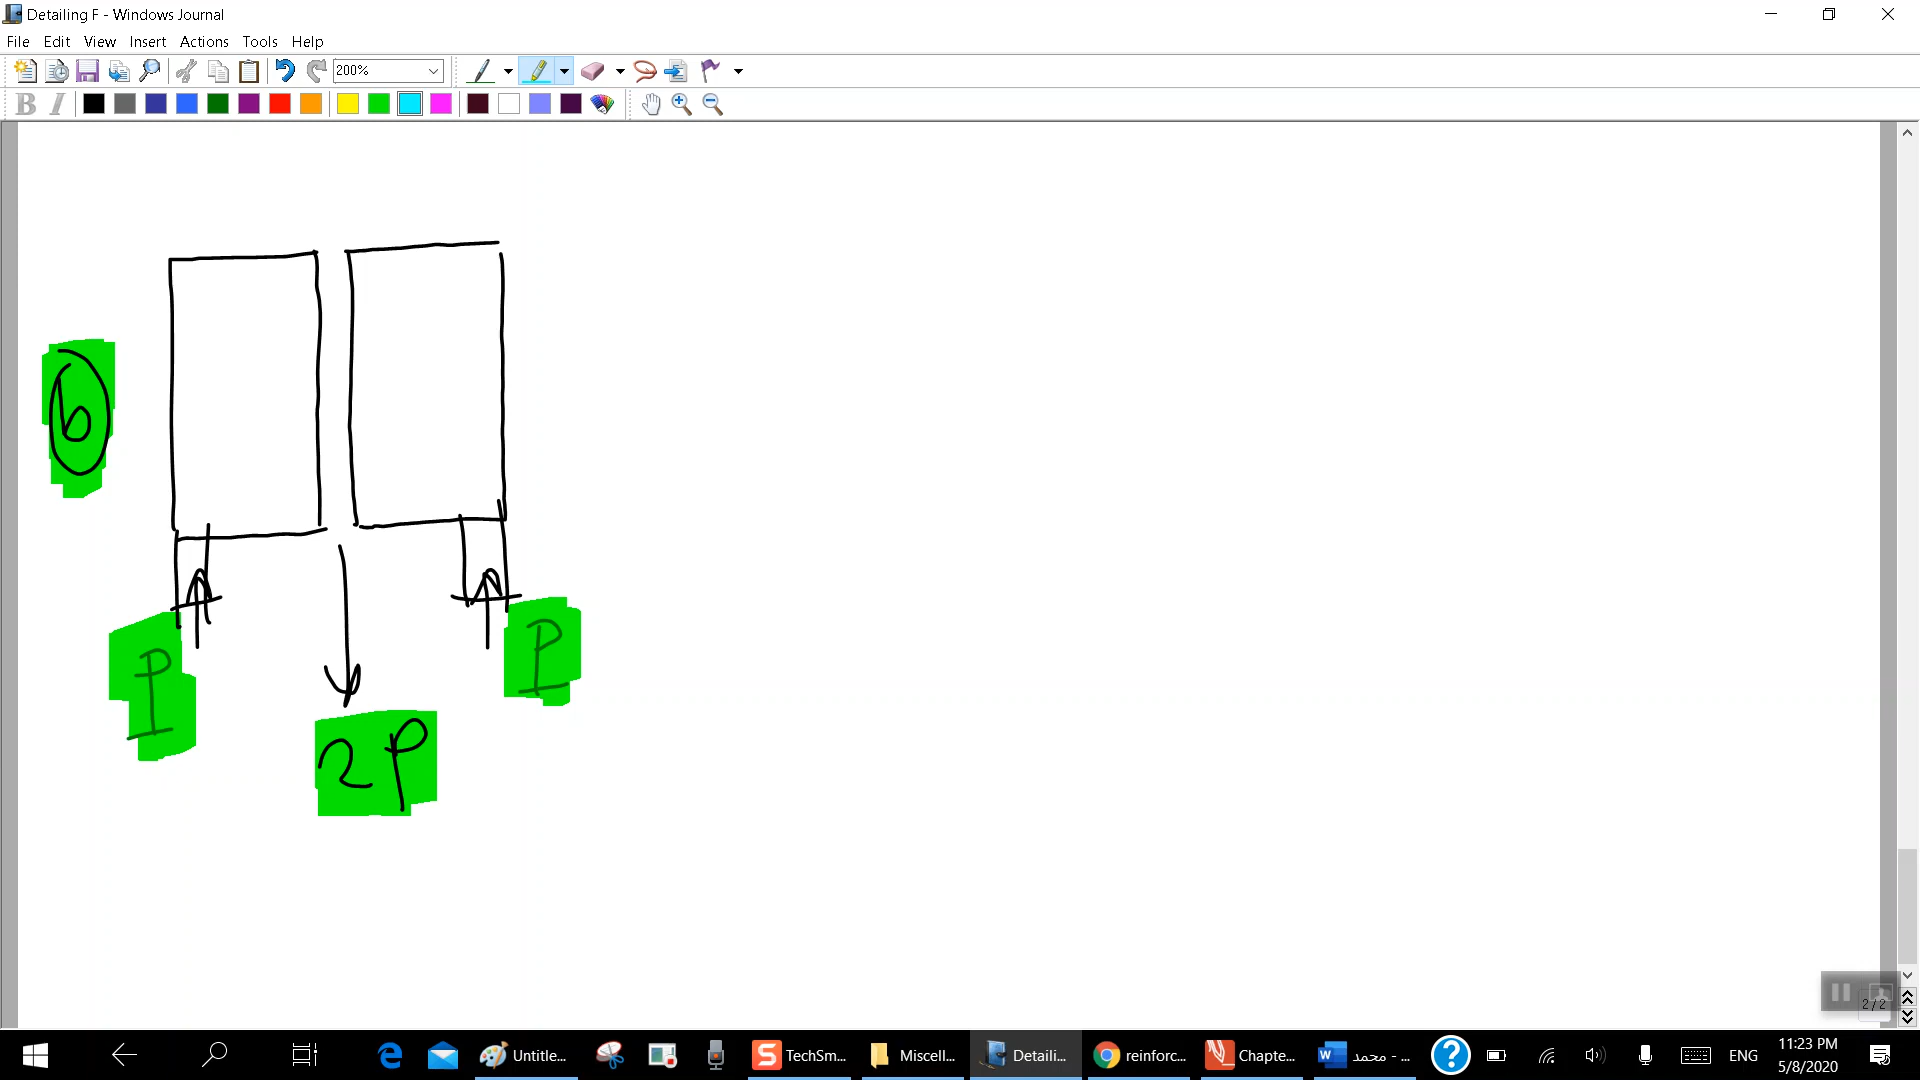 Detailing F - Windows Journal
File Edit View Insert Actions Tools Help
200%
B I
b
P
P
2P
2/2
Untitle...
TechSm...
Miscell...
Detaili...
reinforc...
Chapte...
محمد - ...
ENG
11:23 PM
5/8/2020